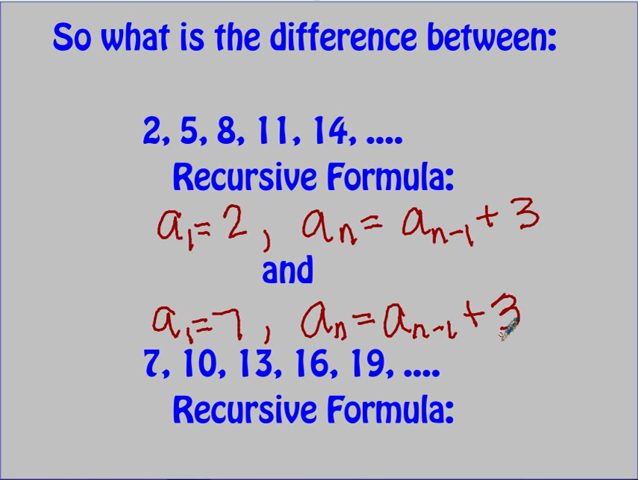 So what is the difference between:
2, 5, 8, 11, 14, ....
Recursive Formula:
a₁=2, aₙ=aₙ₋₁+3
and
a₁=7, aₙ=aₙ₋₁+3
7, 10, 13, 16, 19, ....
Recursive Formula: